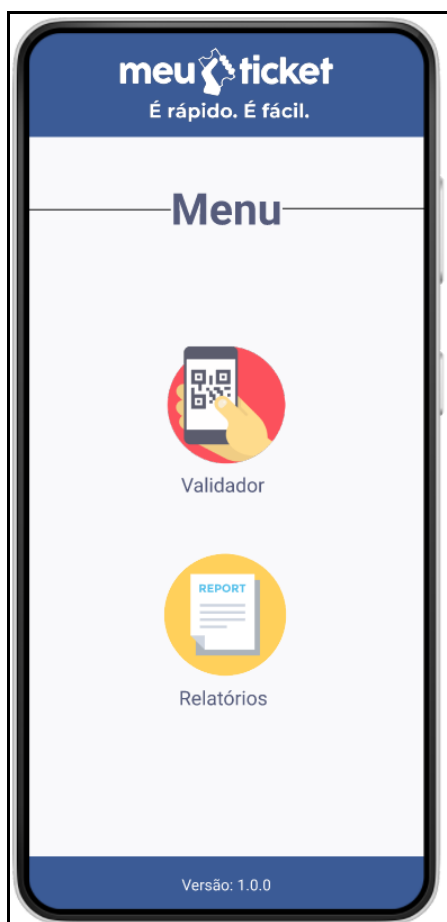 meu ticket
É rápido. É fácil.
Menu
Validador
REPORT
Relatórios
Versão: 1.0.0